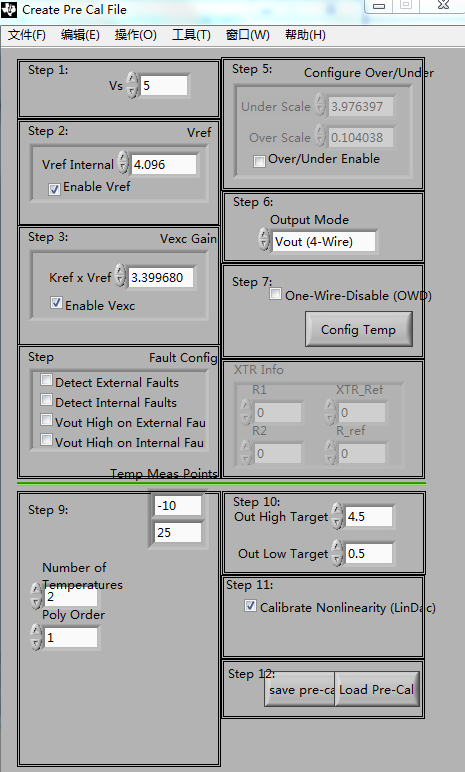 Create Pre Cal File
文件(F) 编辑(E) 操作(O) 工具(T) 窗口(W) 帮助(H)
Step 1:
Vs 5
Step 2: Vref
Vref Internal 4.096
Enable Vref
Step 3: Vexc Gain
Kref x Vref 3.399680
Enable Vexc
Step Fault Config
Detect External Faults
Detect Internal Faults
Vout High on External Fau
Vout High on Internal Fau
Temp Meas Points
Step 5: Configure Over/Under
Under Scale 3.976397
Over Scale 0.104038
Over/Under Enable
Step 6:
Output Mode
Vout (4-Wire)
Step 7:
One-Wire-Disable (OWD)
Config Temp
XTR Info
R1 XTR_Ref
0 0
R2 R_ref
0 0
Step 9:
-10
25
Number of
Temperatures
2
Poly Order
1
Step 10:
Out High Target 4.5
Out Low Target 0.5
Step 11:
Calibrate Nonlinearity (LinDac)
Step 12:
save pre-ca Load Pre-Cal